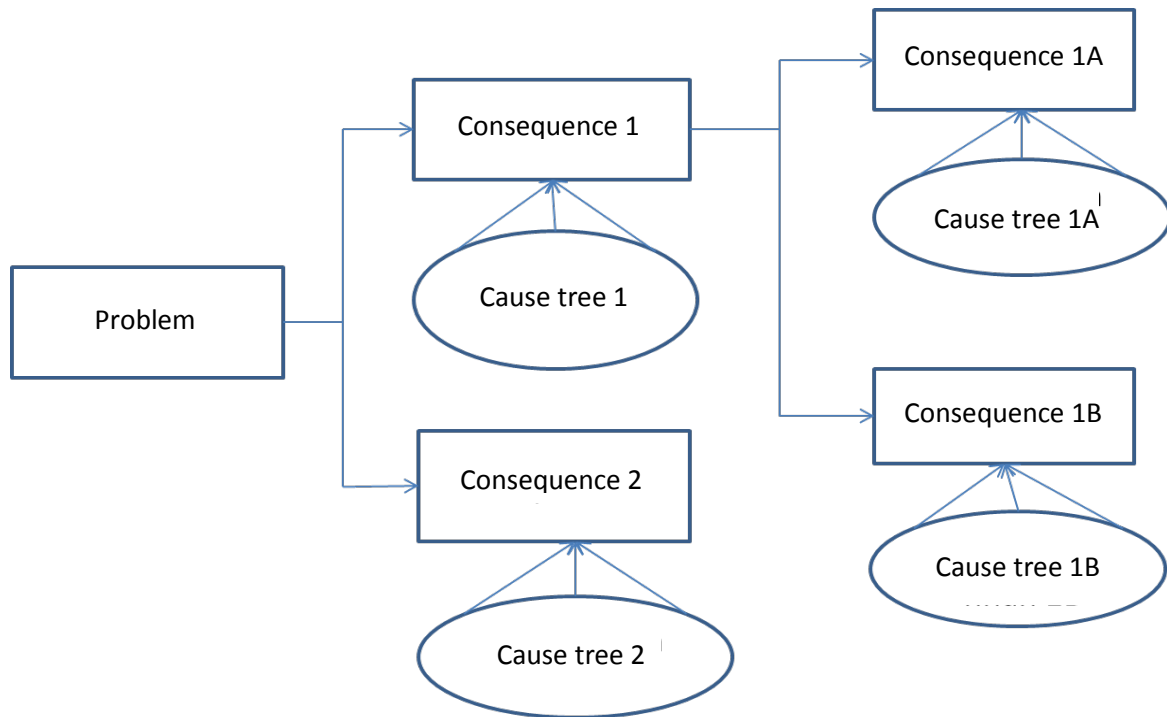 Consequence 1A
Consequence 1
Cause tree 1A
Cause tree 1
Problem
Consequence 1B
Consequence 2
Cause tree 1B
Cause tree 2